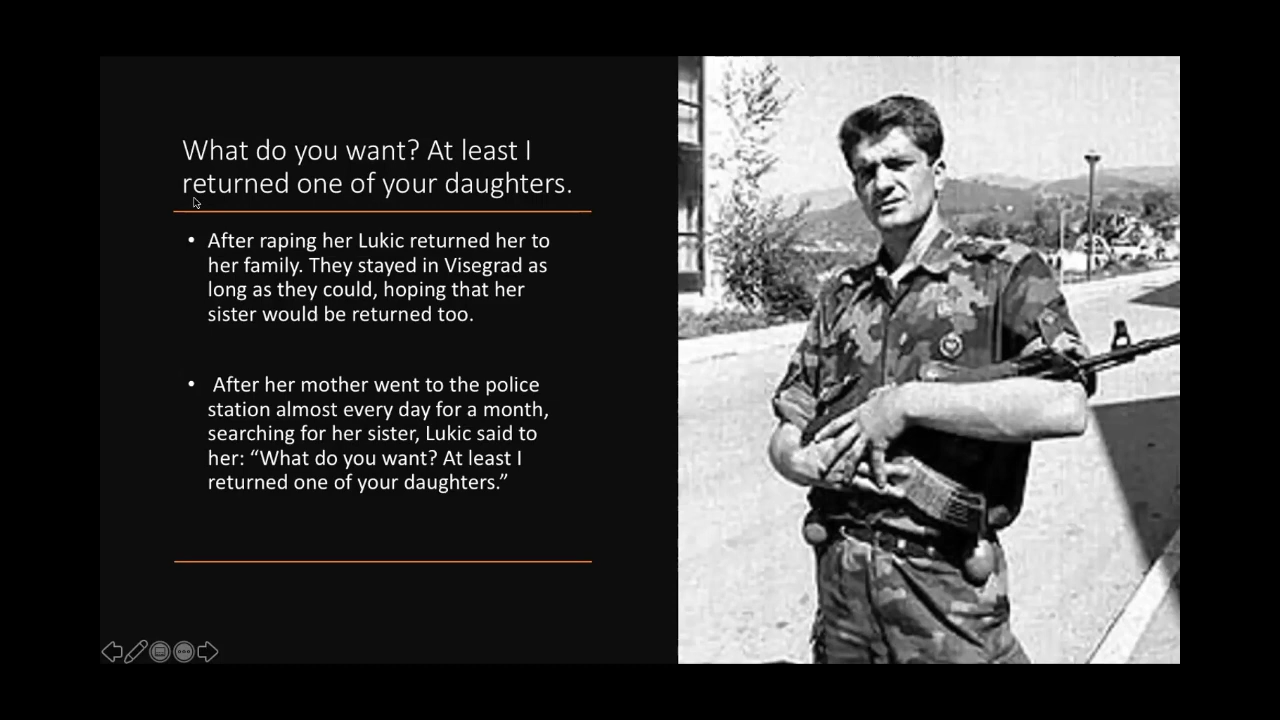 What do you want? At least I
returned one of your daughters.
• After raping her Lukic returned her to
her family. They stayed in Visegrad as
long as they could, hoping that her
sister would be returned too.
• After her mother went to the police
station almost every day for a month,
searching for her sister, Lukic said to
her: “What do you want? At least I
returned one of your daughters.”